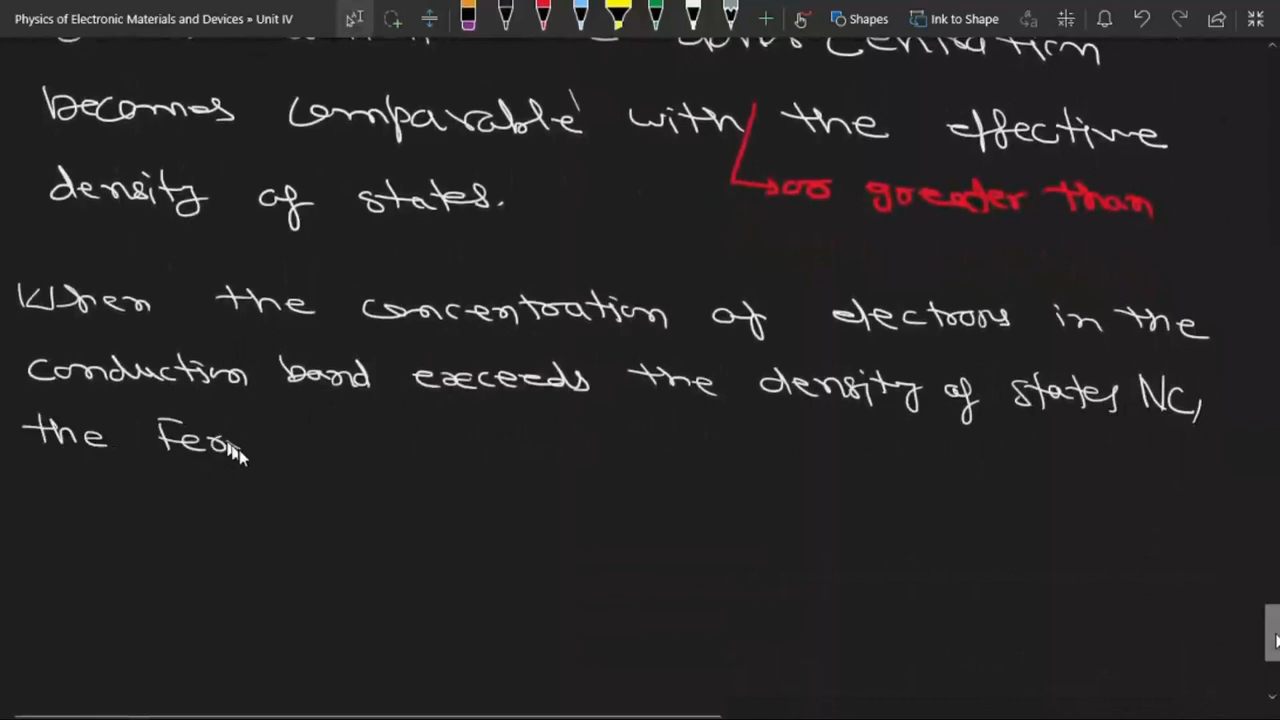 Physics of Electronic Materials and Devices » Unit IV
Shapes
Ink to Shape
becomes comparable with the effective
or greater than
density of states.
When the concentration of electrons in the
conduction band exceeds the density of states NC,
the Fer